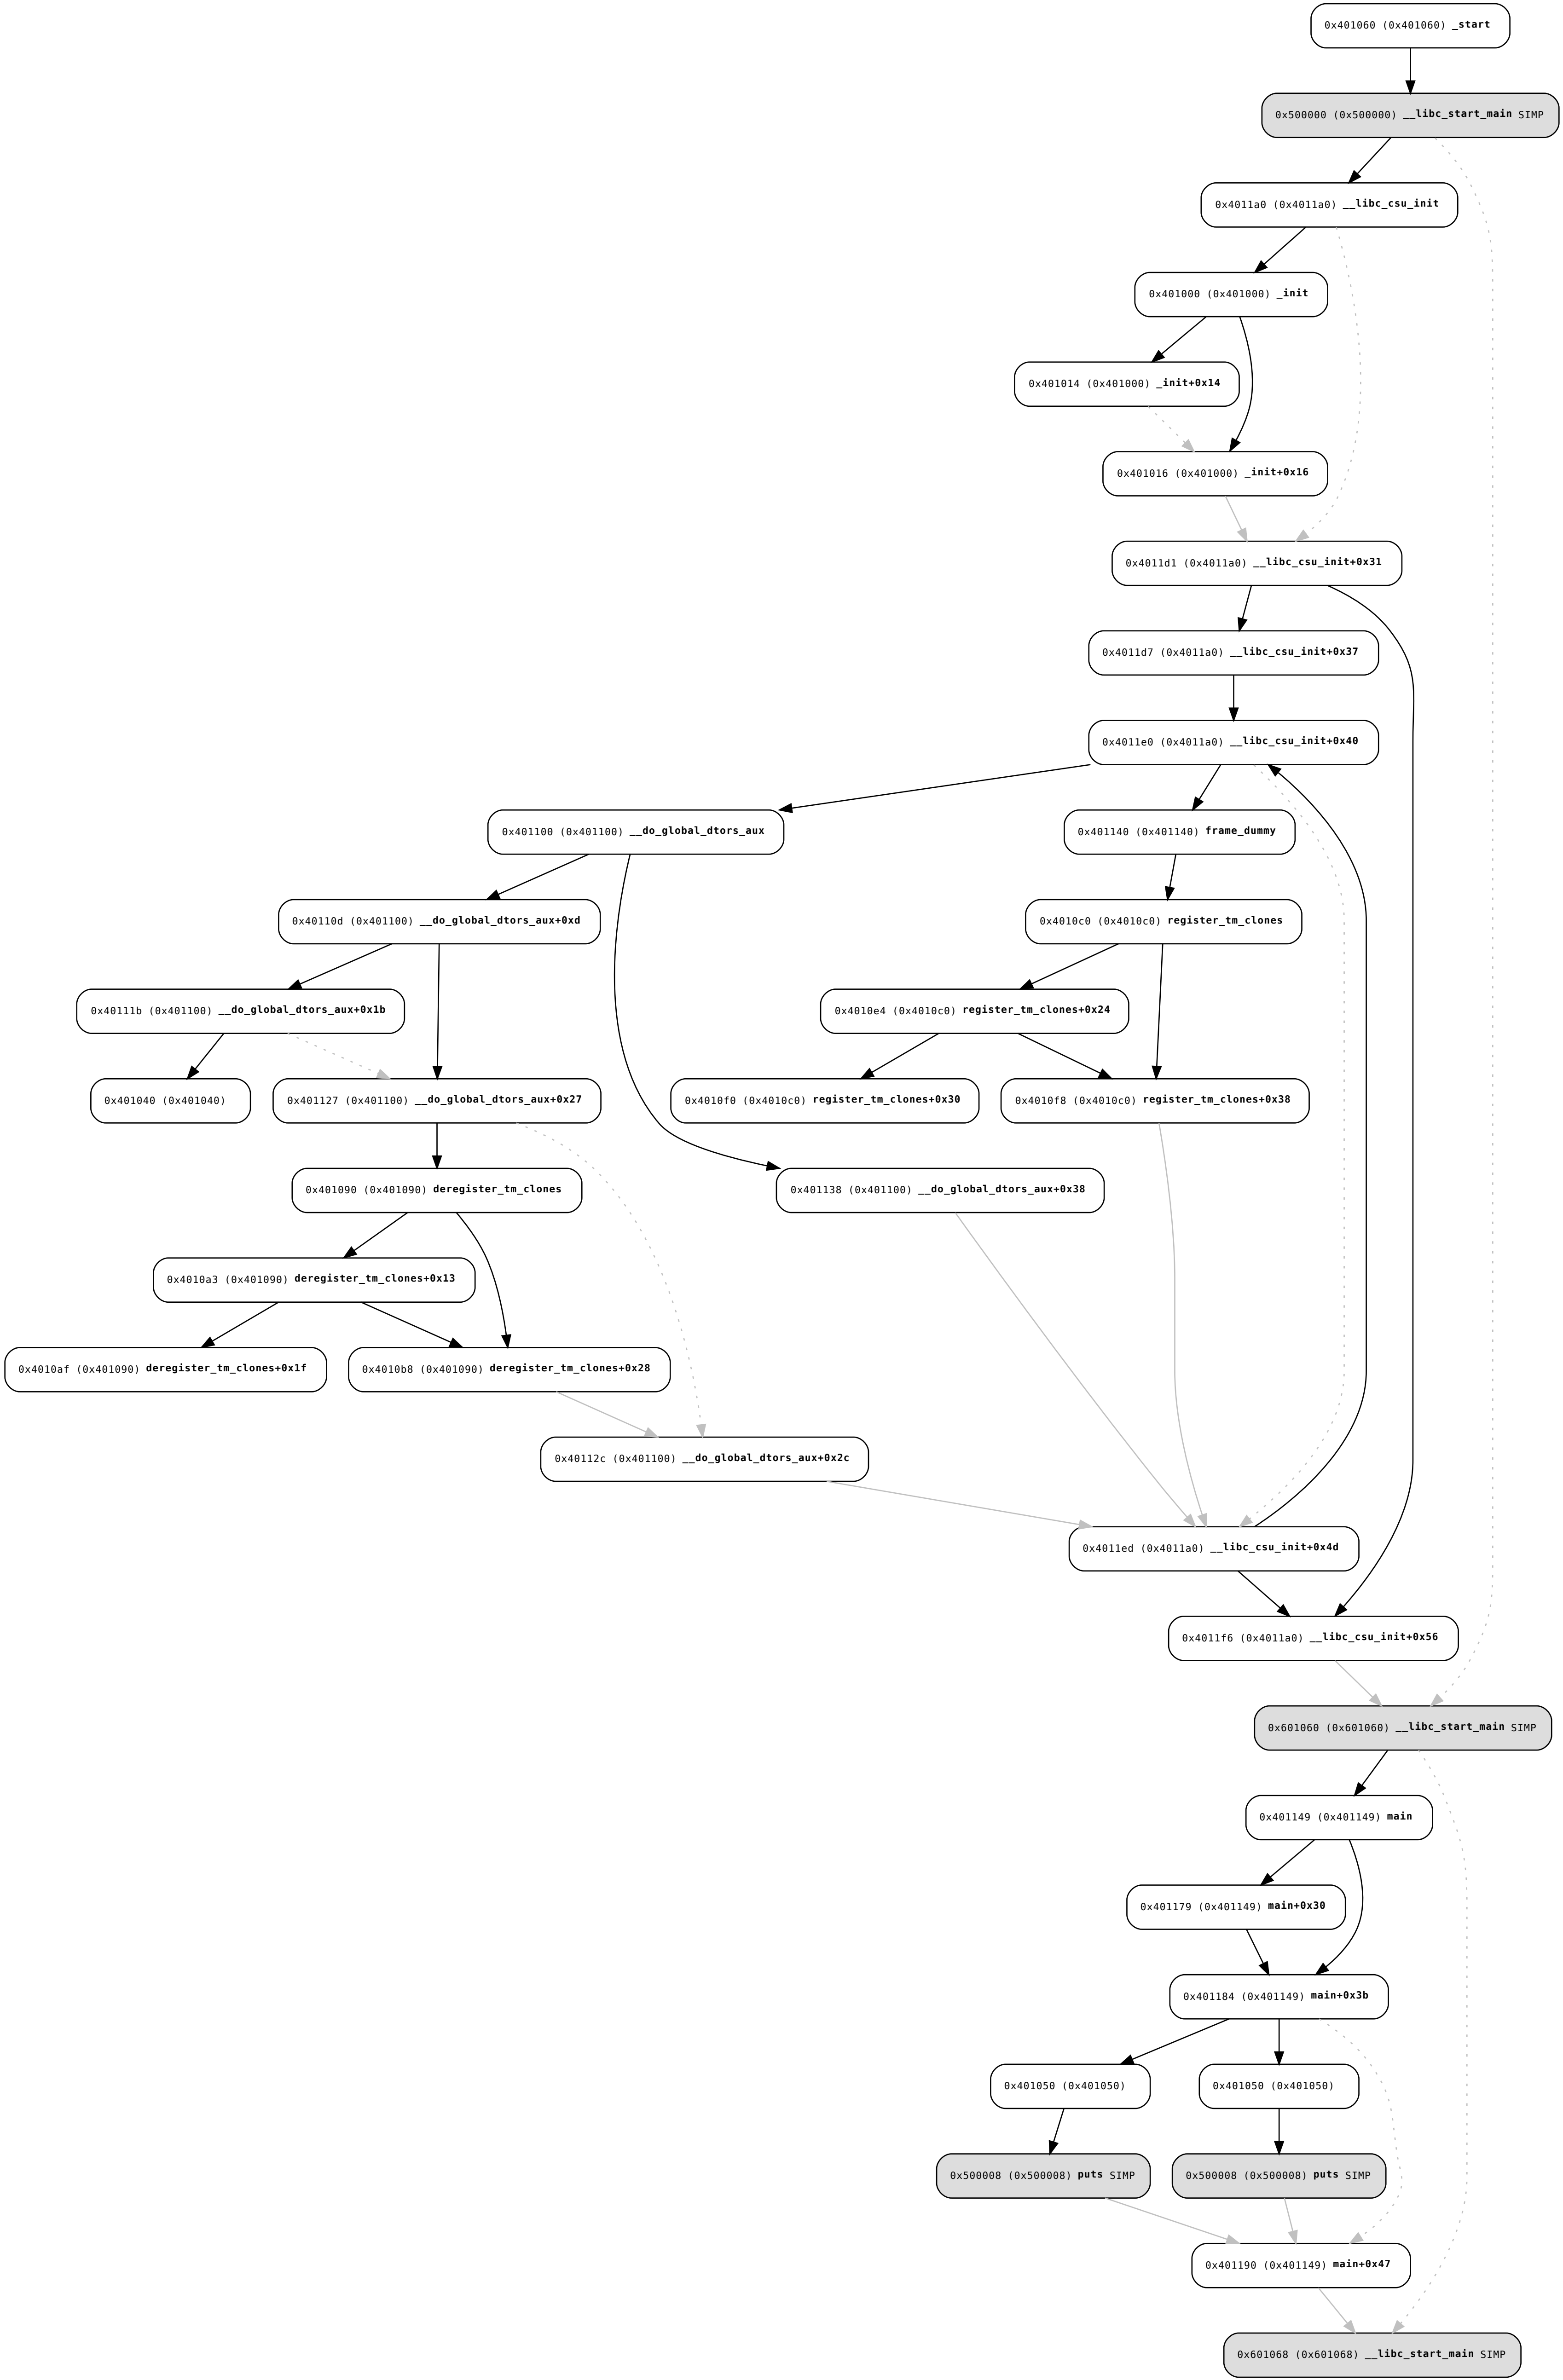 0x401060 (0x401060) _start
0x500000 (0x500000) __libc_start_main SIMP
0x4011a0 (0x4011a0) __libc_csu_init
0x401000 (0x401000) _init
0x401014 (0x401000) _init+0x14
0x401016 (0x401000) _init+0x16
0x4011d1 (0x4011a0) __libc_csu_init+0x31
0x4011d7 (0x4011a0) __libc_csu_init+0x37
0x4011e0 (0x4011a0) __libc_csu_init+0x40
0x401100 (0x401100) __do_global_dtors_aux
0x401140 (0x401140) frame_dummy
0x40110d (0x401100) __do_global_dtors_aux+0xd
0x4010c0 (0x4010c0) register_tm_clones
0x40111b (0x401100) __do_global_dtors_aux+0x1b
0x4010e4 (0x4010c0) register_tm_clones+0x24
0x401040 (0x401040)
0x401127 (0x401100) __do_global_dtors_aux+0x27
0x4010f0 (0x4010c0) register_tm_clones+0x30
0x4010f8 (0x4010c0) register_tm_clones+0x38
0x401090 (0x401090) deregister_tm_clones
0x401138 (0x401100) __do_global_dtors_aux+0x38
0x4010a3 (0x401090) deregister_tm_clones+0x13
0x4010af (0x401090) deregister_tm_clones+0x1f
0x4010b8 (0x401090) deregister_tm_clones+0x28
0x40112c (0x401100) __do_global_dtors_aux+0x2c
0x4011ed (0x4011a0) __libc_csu_init+0x4d
0x4011f6 (0x4011a0) __libc_csu_init+0x56
0x601060 (0x601060) __libc_start_main SIMP
0x401149 (0x401149) main
0x401179 (0x401149) main+0x30
0x401184 (0x401149) main+0x3b
0x401050 (0x401050)
0x401050 (0x401050)
0x500008 (0x500008) puts SIMP
0x500008 (0x500008) puts SIMP
0x401190 (0x401149) main+0x47
0x601068 (0x601068) __libc_start_main SIMP